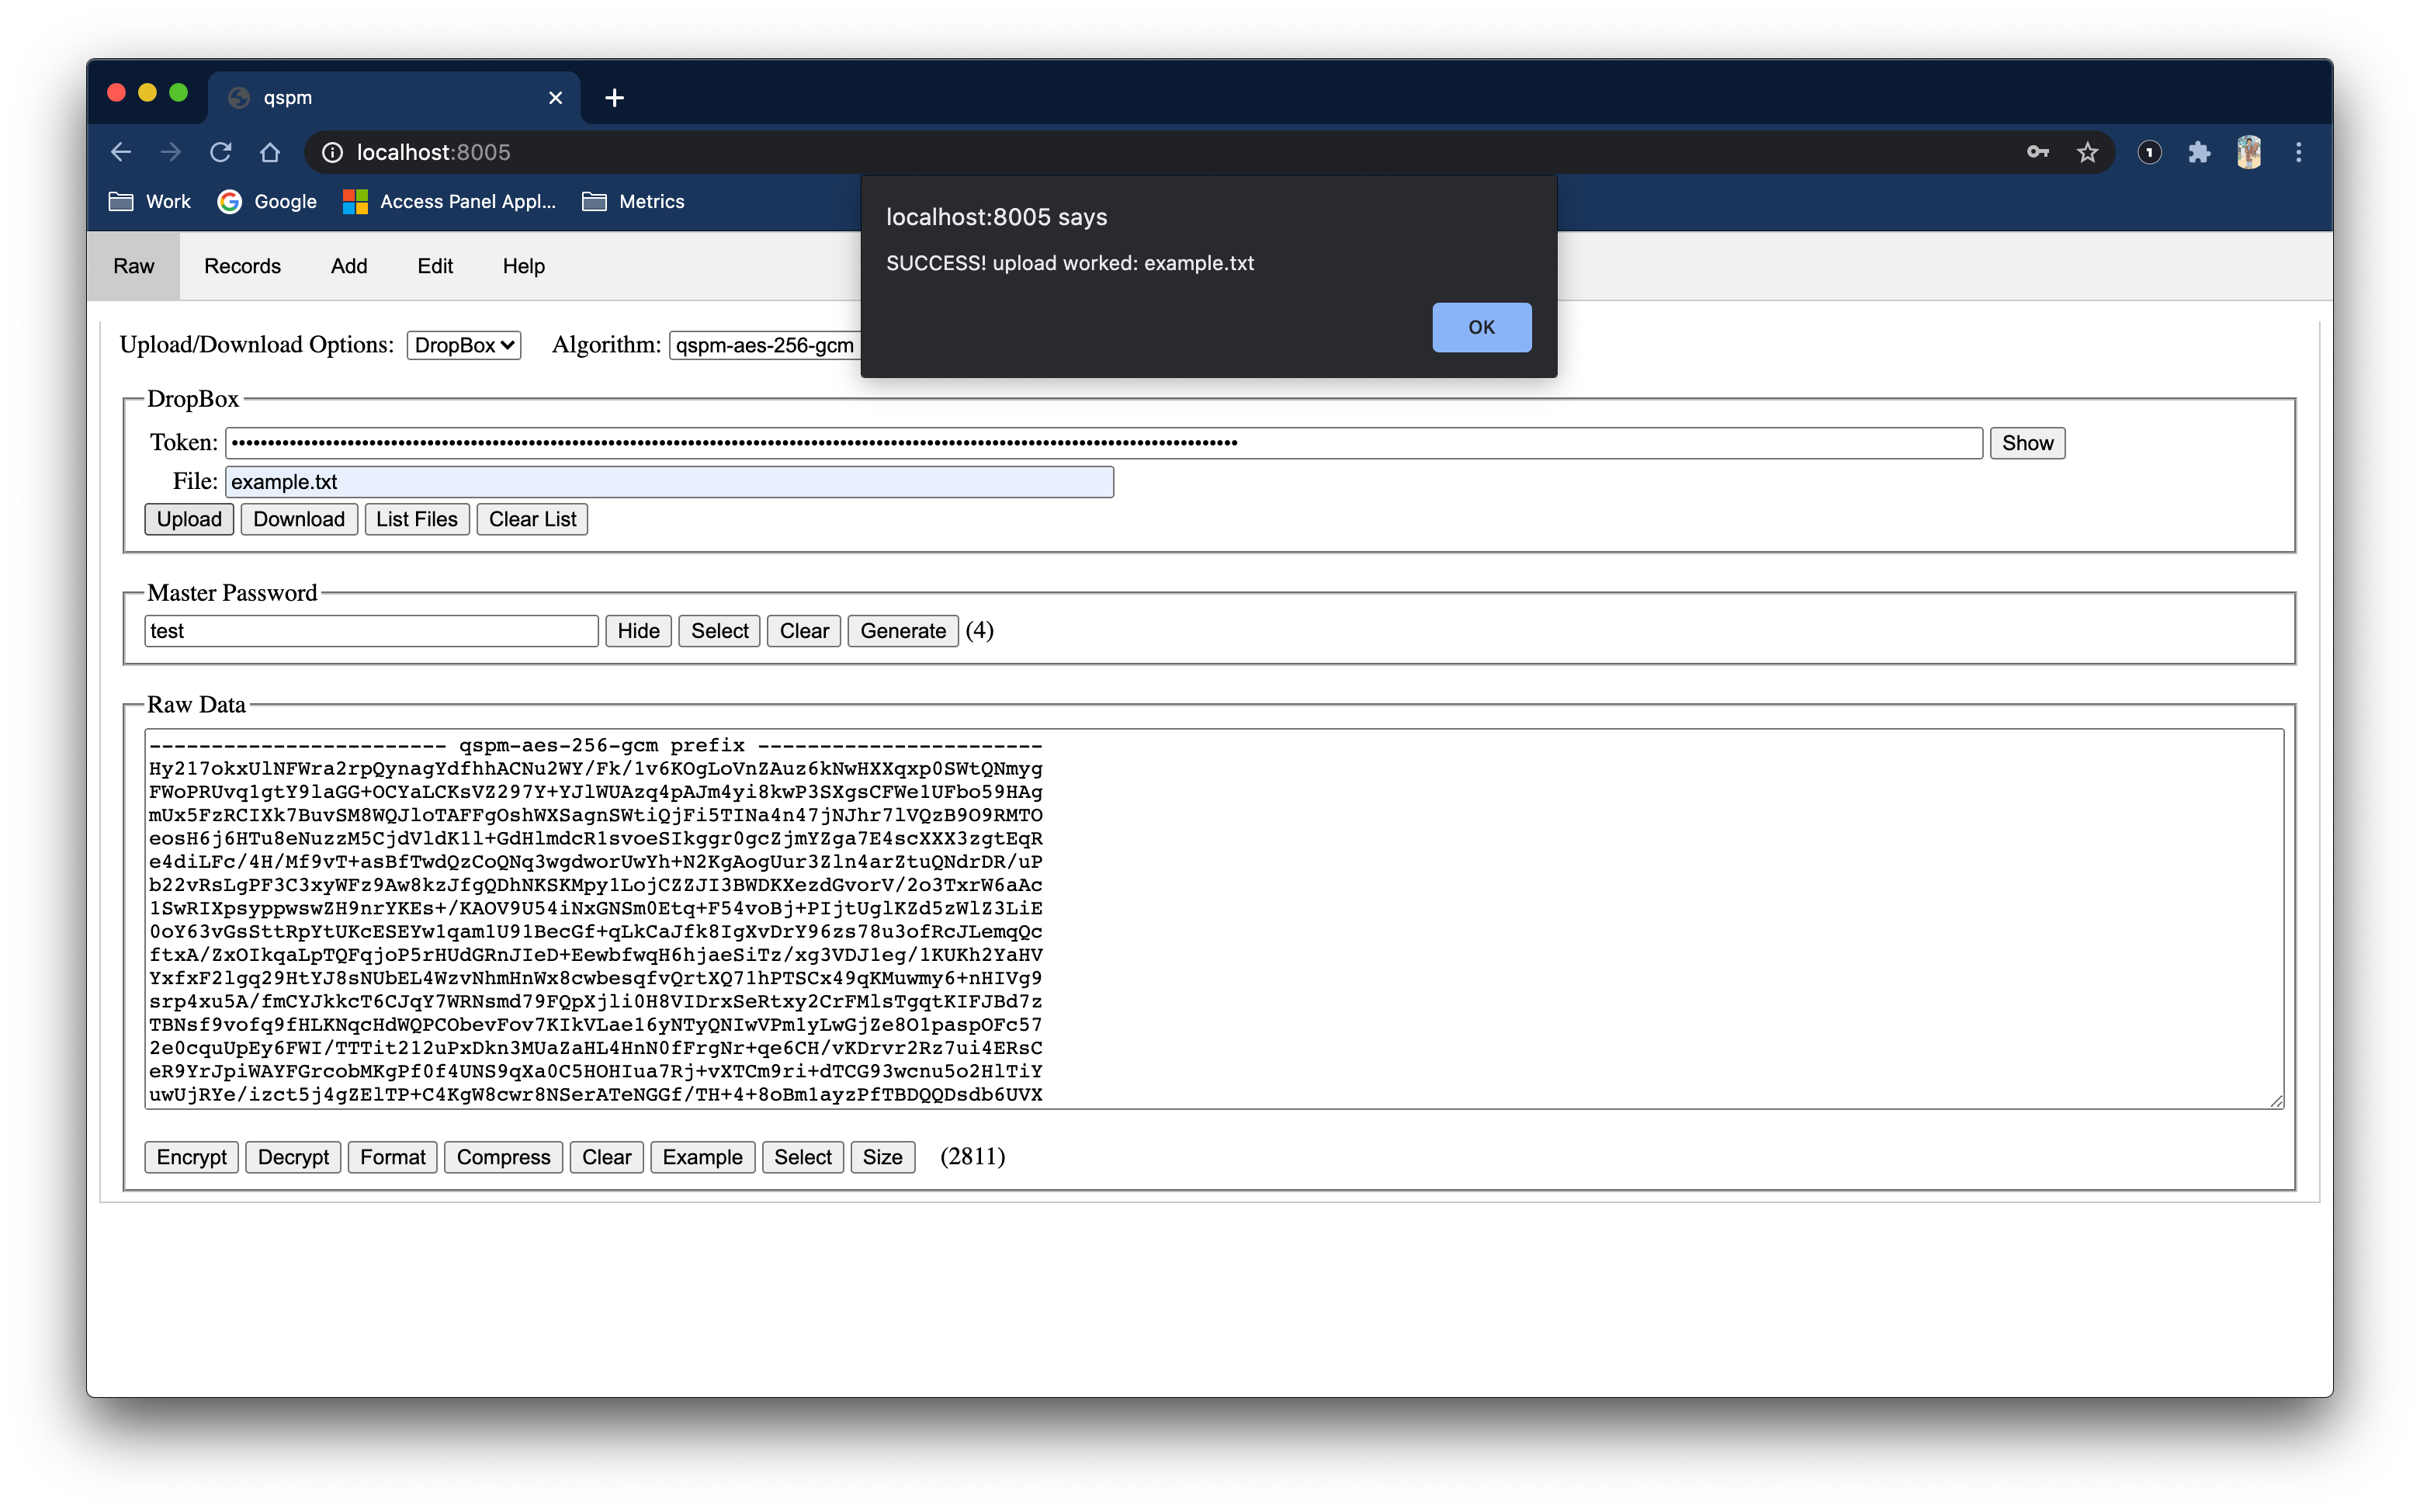 qspm
localhost:8005
Work Google Access Panel Appl... Metrics
localhost:8005 says
SUCCESS! upload worked: example.txt
OK
Raw Records Add Edit Help
Upload/Download Options: DropBox Algorithm: qspm-aes-256-gcm
DropBox
Token: Show
File: example.txt
Upload Download List Files Clear List
Master Password
test Hide Select Clear Generate (4)
Raw Data
------------------------ qspm-aes-256-gcm prefix -----------------------
Hy217okxUlNFWra2rpQynagYdfhhACNu2WY/Fk/1v6KOgLoVnZAuz6kNwHXXqxp0SWtQNmyg
FWoPRUvq1gtY9laGG+OCYaLCKsVZ297Y+YJlWUAzq4pAJm4yi8kwP3SXgsCFWe1UFbo59HAg
mUx5FzRCIXk7BuvSM8WQJloTAFFgOshWXSagnSWtiQjFi5TINa4n47jNJhr7lVQzB9O9RMTO
eosH6j6HTu8eNuzzM5CjdVldK1l+GdHlmdcR1svoeSIkggr0gcZjmYZga7E4scXXX3zgtEqR
e4diLFc/4H/Mf9vT+asBfTwdQzCoQNq3wgdworUwYh+N2KgAogUur3Zln4arZtuQNdrDR/uP
b22vRsLgPF3C3xyWFz9Aw8kzJfgQDhNKSKMpy1LojCZZJI3BWDKXezdGvorV/2o3TxrW6aAc
1SwRIXpsyppwswZH9nrYKEs+/KAOV9U54iNxGNSm0Etq+F54voBj+PIjtUglKZd5zWlZ3LiE
0oY63vGsSttRpYtUKcESEYw1qam1U91BecGf+qLkCaJfk8IgXvDrY96zs78u3ofRcJLemqQc
ftxA/ZxOIkqaLpTQFqjoP5rHUdGRnJIeD+EewbfwqH6hjaeSiTz/xg3VDJ1eg/1KUKh2YaHV
YxfxF2lgq29HtYJ8sNUbEL4WzvNhmHnWx8cwbesqfvQrtXQ71hPTSCx49qKMuwmy6+nHIVg9
srp4xu5A/fmCYJkkcT6CJqY7WRNsmd79FQpXjli0H8VIDrxSeRtxy2CrFMlsTgqtKIFJBd7z
TBNsf9vofq9fHLKNqcHdWQPCObevFov7KIkVLae16yNTyQNIwVPm1yLwGjZe8O1paspOFc57
2e0cquUpEy6FWI/TTTit212uPxDkn3MUaZaHL4HnN0fFrgNr+qe6CH/vKDrvr2Rz7ui4ERsC
eR9YrJpiWAYFGrcobMKgPf0f4UNS9qXa0C5HOHIua7Rj+vXTCm9ri+dTCG93wcnu5o2HlTiY
uwUjRYe/izct5j4gZElTP+C4KgW8cwr8NSerATeNGGf/TH+4+8oBm1ayzPfTBDQQDsdb6UVX
Encrypt Decrypt Format Compress Clear Example Select Size (2811)